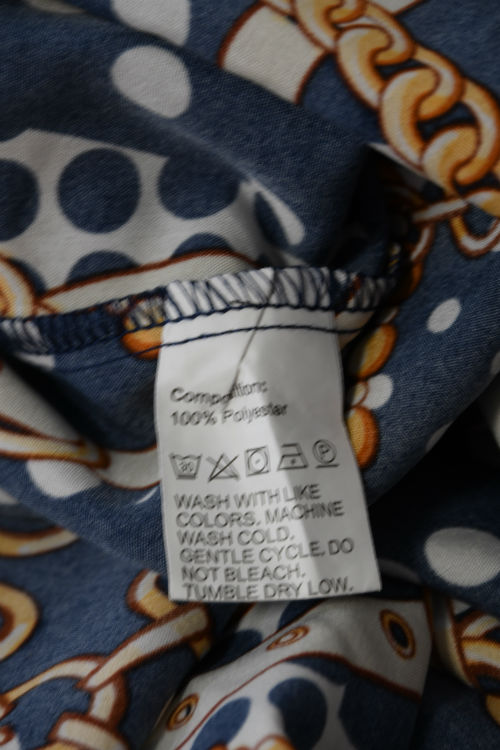 Composition:
100% Polyester
WASH WITH LIKE
COLORS. MACHINE
WASH COLD.
GENTLE CYCLE. DO
NOT BLEACH.
TUMBLE DRY LOW.